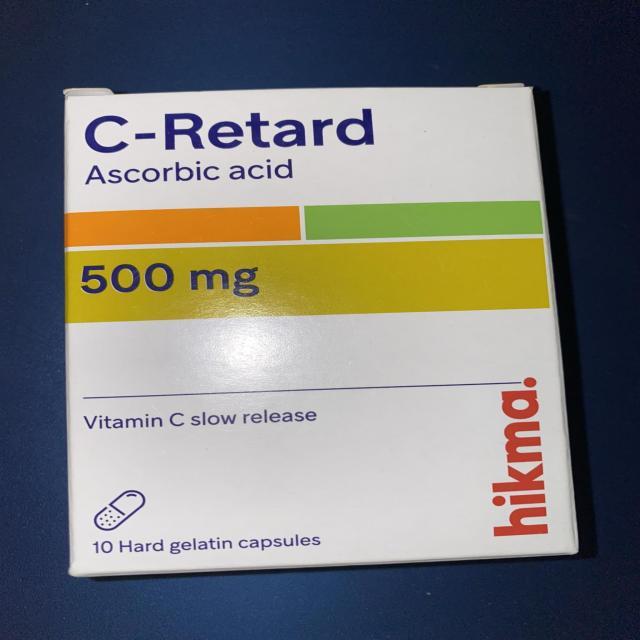 C-Retard
Ascorbic acid
500 mg
Vitamin C slow release
10 Hard gelatin capsules
hikma.